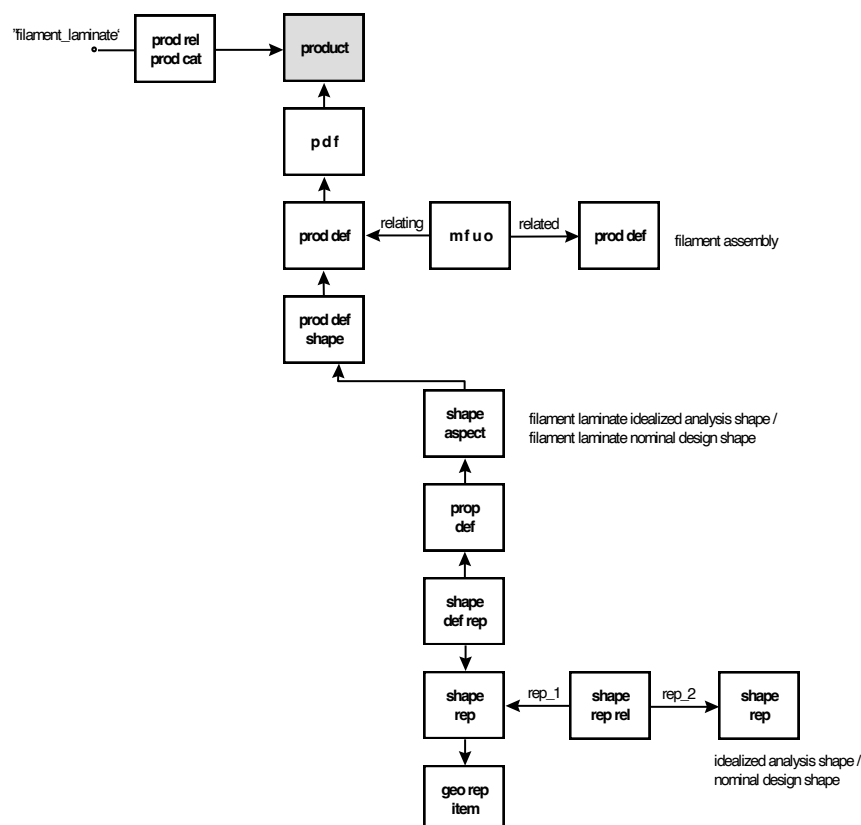 "filament_laminate'
prod rel
prod cat
product
pdf
relating
related
prod def
mfuo
prod def
filament assembly
prod def
shape
shape
aspect
filament laminate idealized analysis shape /
filament laminate nominal design shape
prop
def
shape
def rep
rep_1
rep_2
shape
rep
shape
rep rel
shape
rep
idealized analysis shape /
nominal design shape
geo rep
item